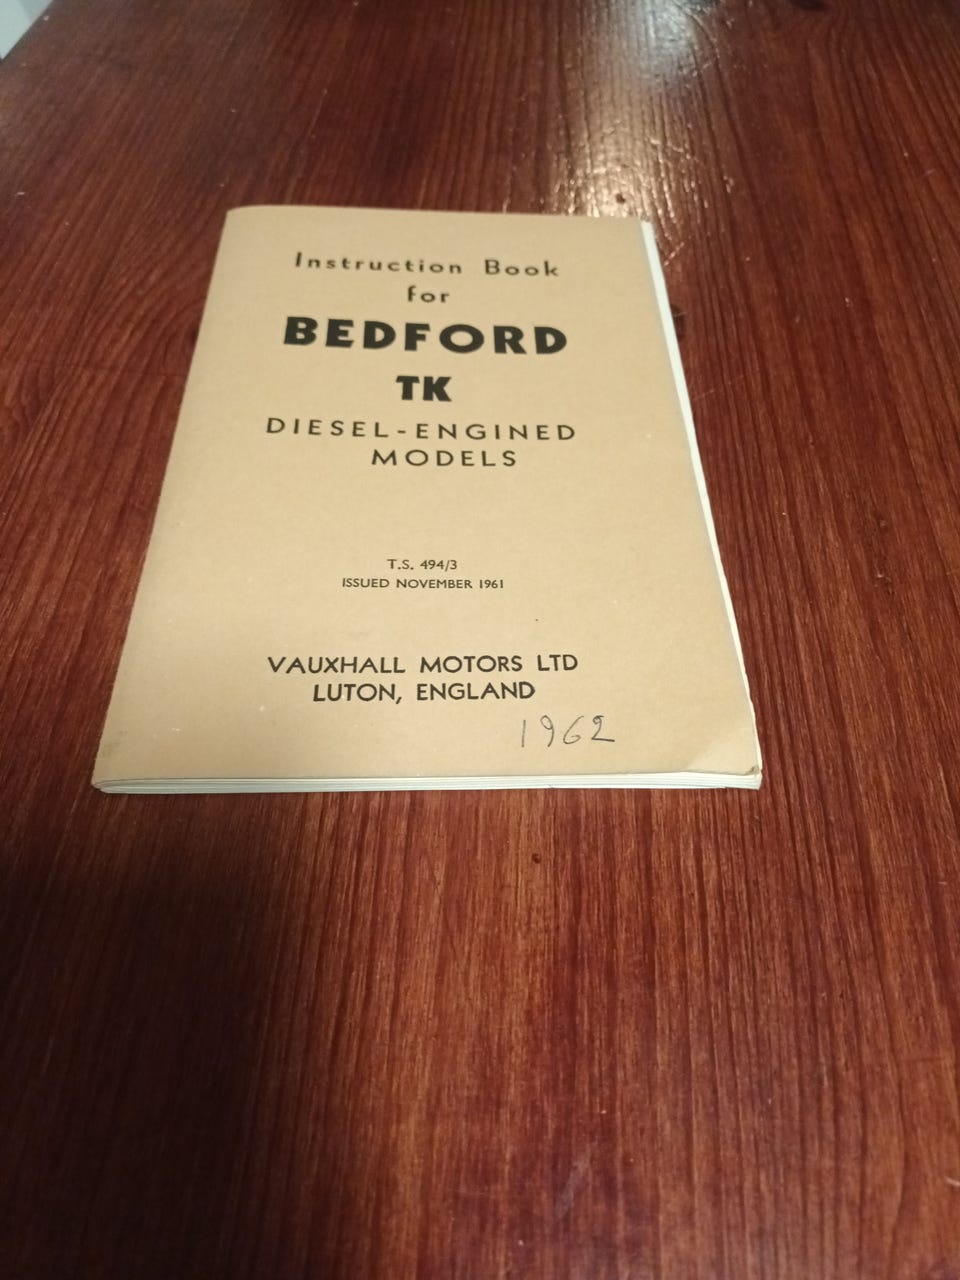 Instruction Book
for
BEDFORD
TK
DIESEL-ENGINED
MODELS
T.S. 494/3
ISSUED NOVEMBER 1961
VAUXHALL MOTORS LTD
LUTON, ENGLAND
1962